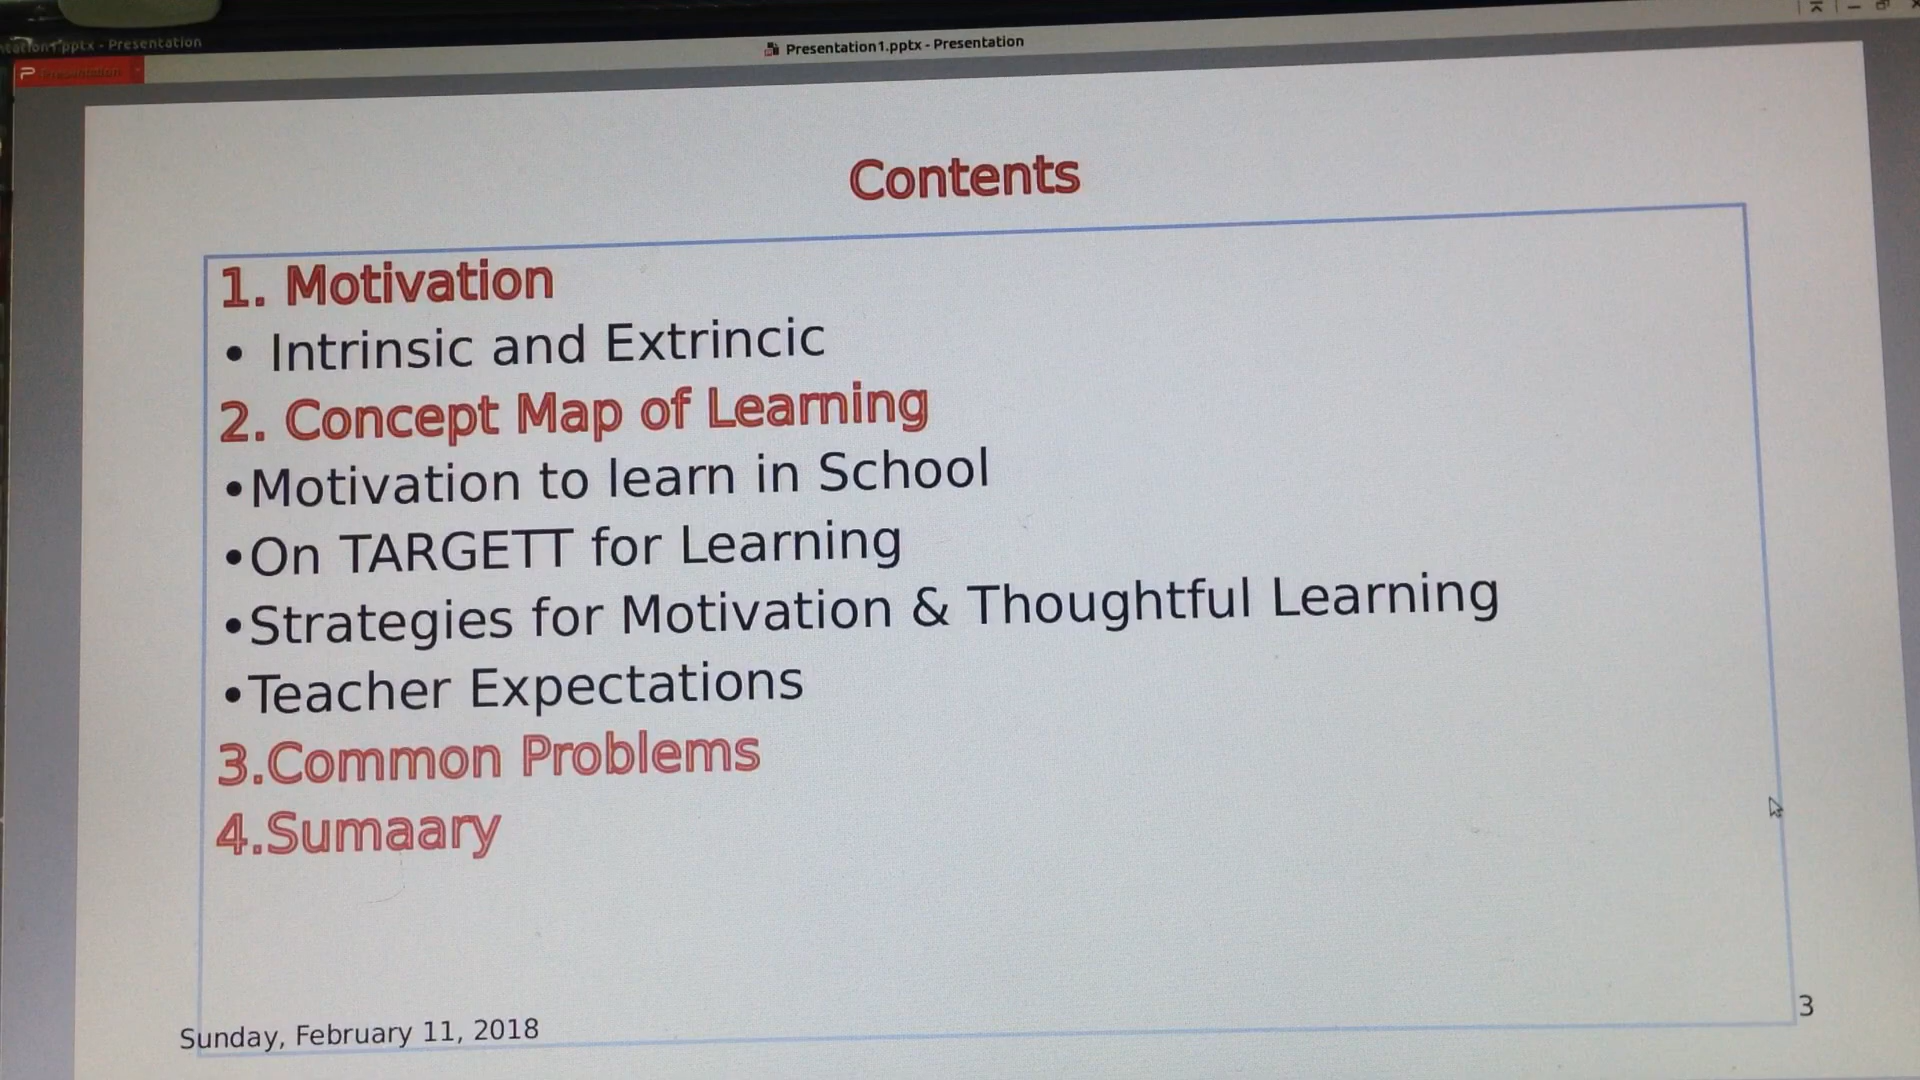 Presentation1.pptx - Presentation
Presentation
Contents
1. Motivation
• Intrinsic and Extrincic
2. Concept Map of Learning
•Motivation to learn in School
•On TARGETT for Learning
•Strategies for Motivation & Thoughtful Learning
•Teacher Expectations
3.Common Problems
4.Sumaary
Sunday, February 11, 2018
3